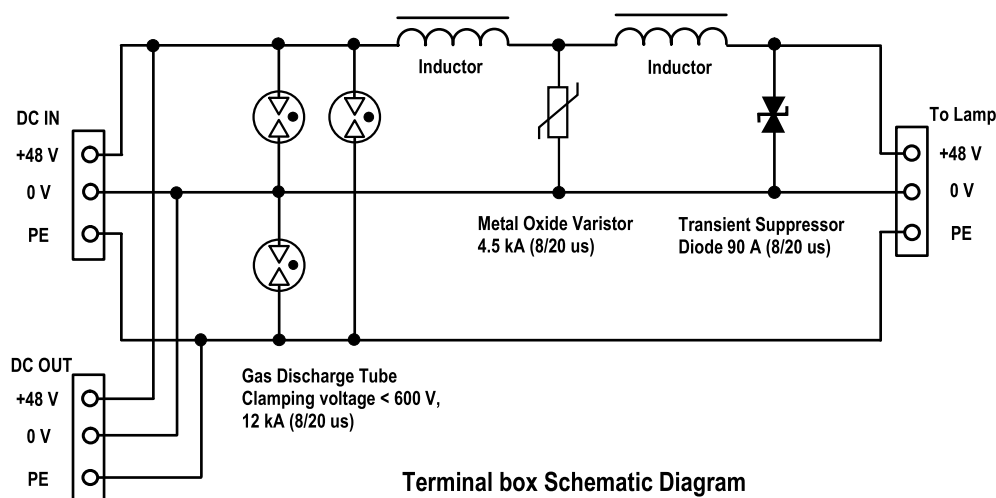 Inductor
Inductor
DC IN
+48 V
0 V
PE
To Lamp
+48 V
0 V
PE
Metal Oxide Varistor
4.5 kA (8/20 us)
Transient Suppressor
Diode 90 A (8/20 us)
DC OUT
+48 V
0 V
PE
Gas Discharge Tube
Clamping voltage < 600 V,
12 kA (8/20 us)
Terminal box Schematic Diagram